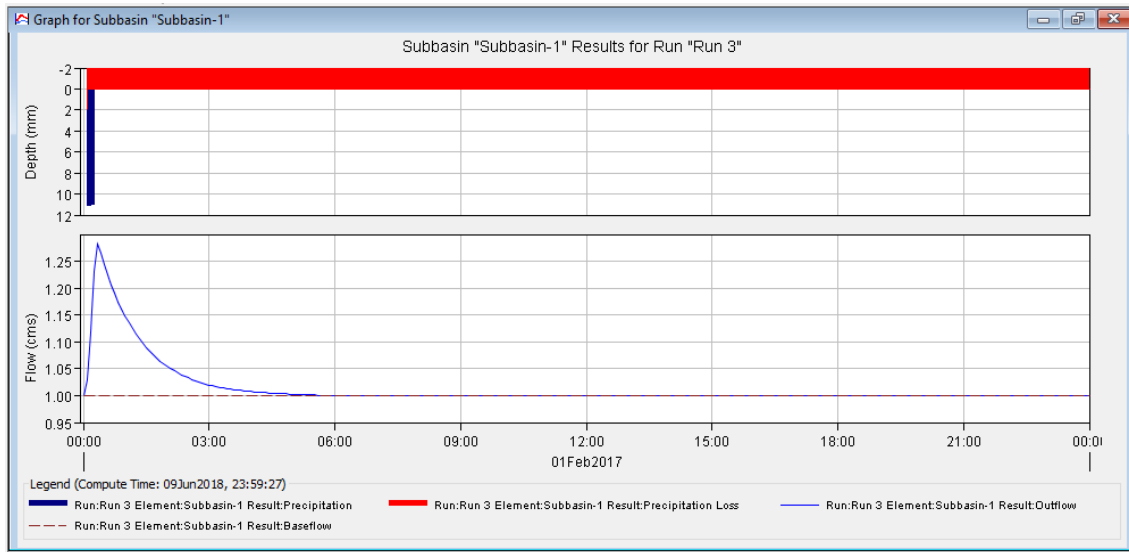 Graph for Subbasin "Subbasin-1"
Subbasin "Subbasin-1" Results for Run "Run 3"
Depth (mm)
-2
0
2
4
6
8
10
12
Flow (cms)
1.25
1.20
1.15
1.10
1.05
1.00
0.95
00:00 03:00 06:00 09:00 12:00 15:00 18:00 21:00 00:0
01Feb2017
Legend (Compute Time: 09Jun2018, 23:59:27)
Run:Run 3 Element:Subbasin-1 Result:Precipitation Run:Run 3 Element:Subbasin-1 Result:Precipitation Loss Run:Run 3 Element:Subbasin-1 Result:Outflow
Run:Run 3 Element:Subbasin-1 Result:Baseflow